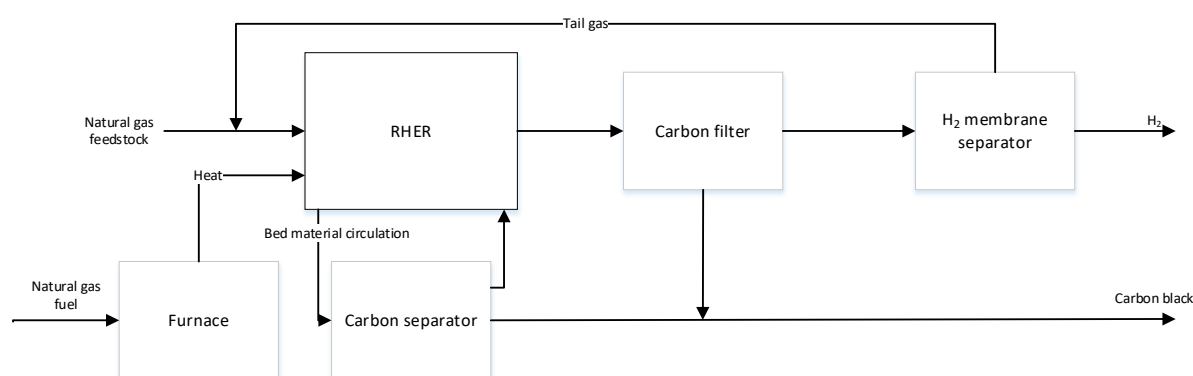 Tail gas
Natural gas
feedstock
RHER
Carbon filter
H₂ membrane
separator
H₂
Heat
Bed material circulation
Natural gas
fuel
Furnace
Carbon separator
Carbon black